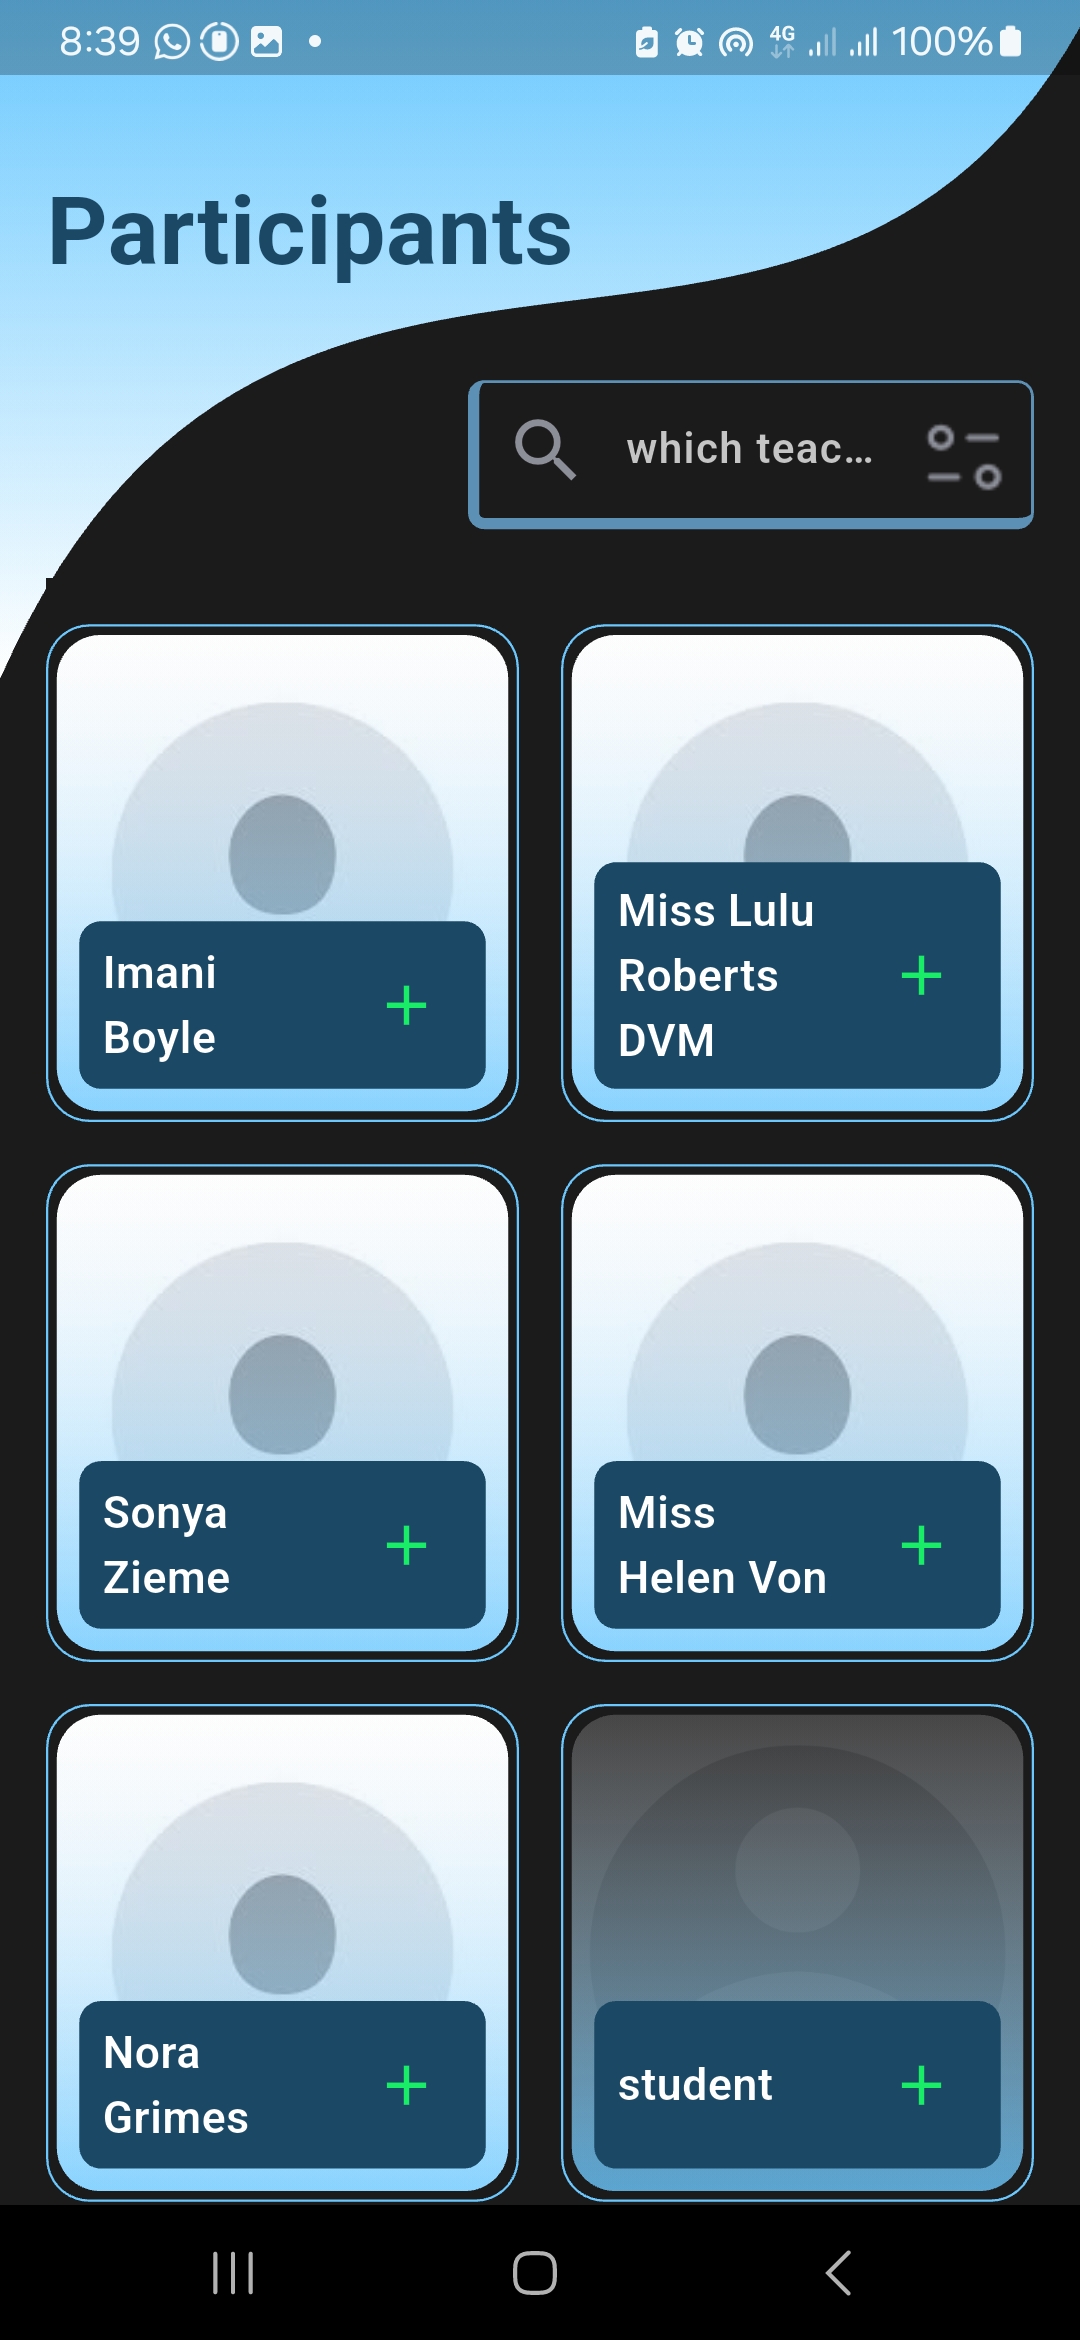 8:39
4G
100%
Participants
which teac...
Imani
Boyle
Miss Lulu
Roberts
DVM
Sonya
Zieme
Miss
Helen Von
Nora
Grimes
student